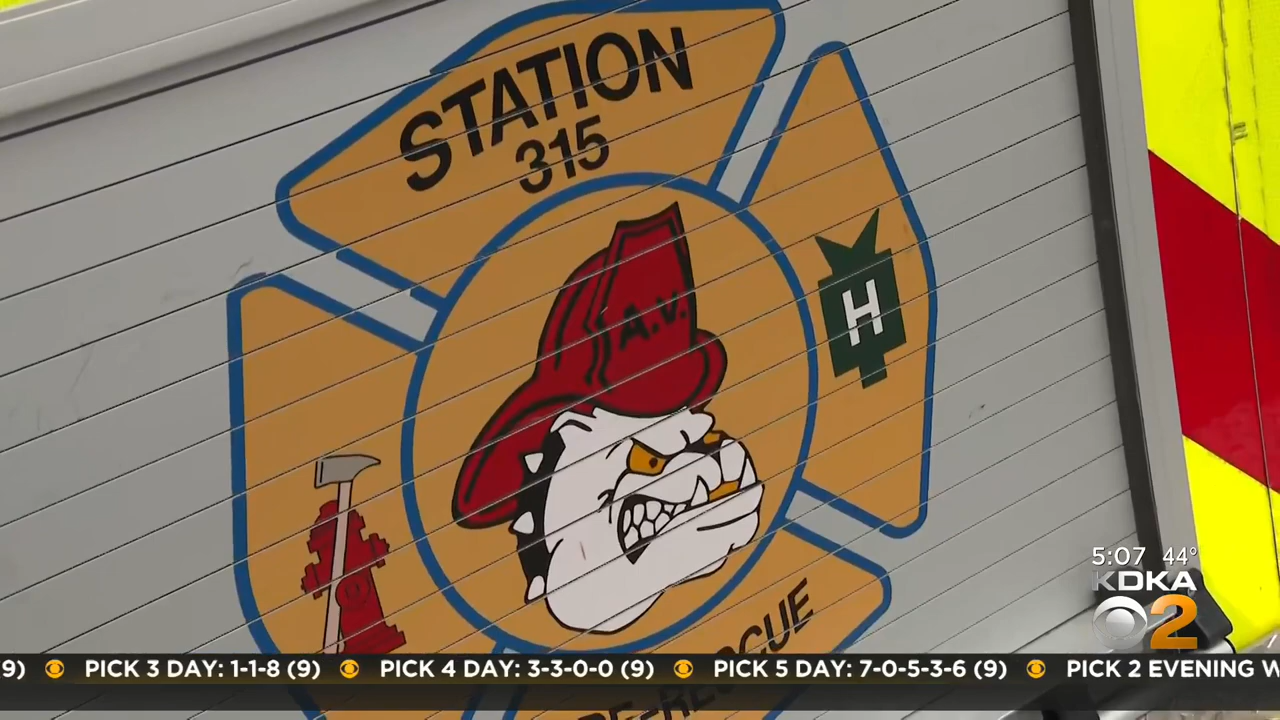 STATION
315
A.V.
H
5:07 44°
KDKA
2
9) PICK 3 DAY: 1-1-8 (9) PICK 4 DAY: 3-3-0-0 (9) PICK 5 DAY: 7-0-5-3-6 (9) PICK 2 EVENING W